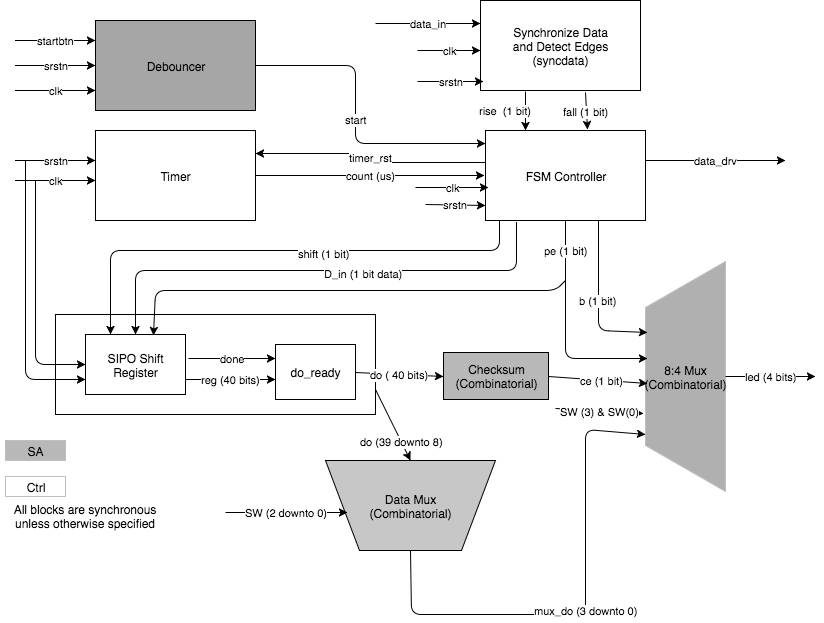 data_in
Synchronize Data
and Detect Edges
(syncdata)
startbtn
clk
Debouncer
srstn
srstn
clk
rise (1 bit)
fall (1 bit)
start
timer_rst
data_drv
srstn
Timer
count (us)
FSM Controller
clk
clk
srstn
shift (1 bit)
pe (1 bit)
D_in (1 bit data)
b (1 bit)
SIPO Shift
Register
done
reg (40 bits)
do_ready
do ( 40 bits)
Checksum
(Combinatorial)
ce (1 bit)
8:4 Mux
(Combinatorial)
led (4 bits)
~SW (3) & SW(0)
do (39 downto 8)
SA
Ctrl
All blocks are synchronous
unless otherwise specified
Data Mux
(Combinatorial)
SW (2 downto 0)
mux_do (3 downto 0)